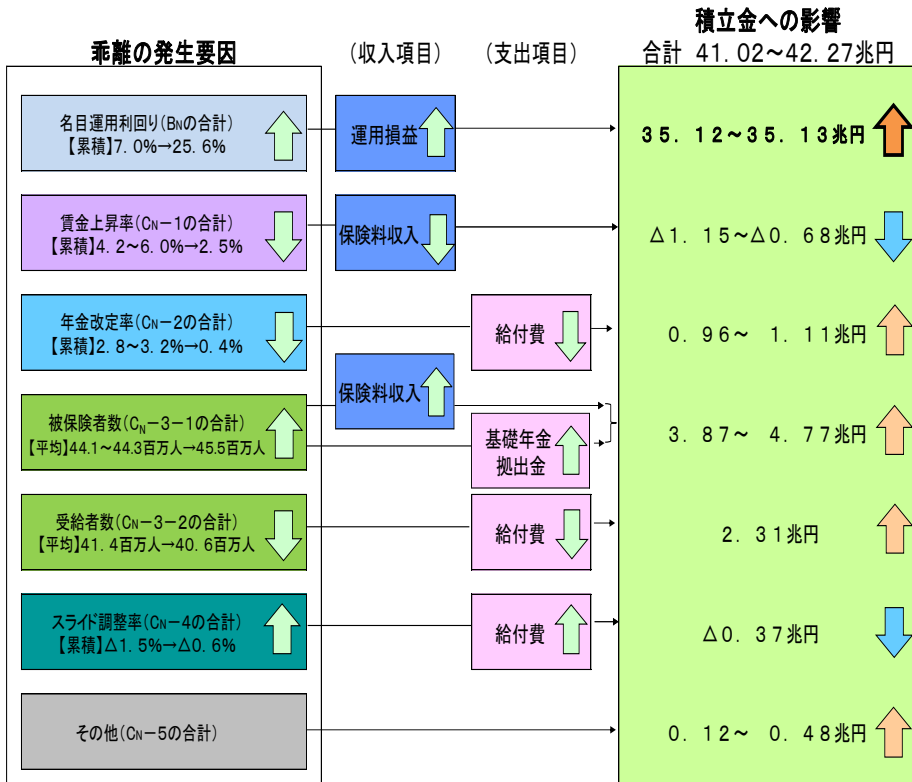 積立金への影響
乖離の発生要因 (収入項目) (支出項目) 合計 41.02~42.27兆円
名目運用利回り(BNの合計)
【累積】7.0%→25.6%
運用損益
35.12~35.13兆円
賃金上昇率(CN-1の合計)
【累積】4.2~6.0%→2.5%
保険料収入
Δ1.15~Δ0.68兆円
年金改定率(CN-2の合計)
【累積】2.8~3.2%→0.4%
給付費
0.96~ 1.11兆円
被保険者数(CN-3-1の合計)
【平均】44.1~44.3百万人→45.5百万人
保険料収入
基礎年金
拠出金
3.87~ 4.77兆円
受給者数(CN-3-2の合計)
【平均】41.4百万人→40.6百万人
給付費
2.31兆円
スライド調整率(CN-4の合計)
【累積】Δ1.5%→Δ0.6%
給付費
Δ0.37兆円
その他(CN-5の合計)
0.12~ 0.48兆円